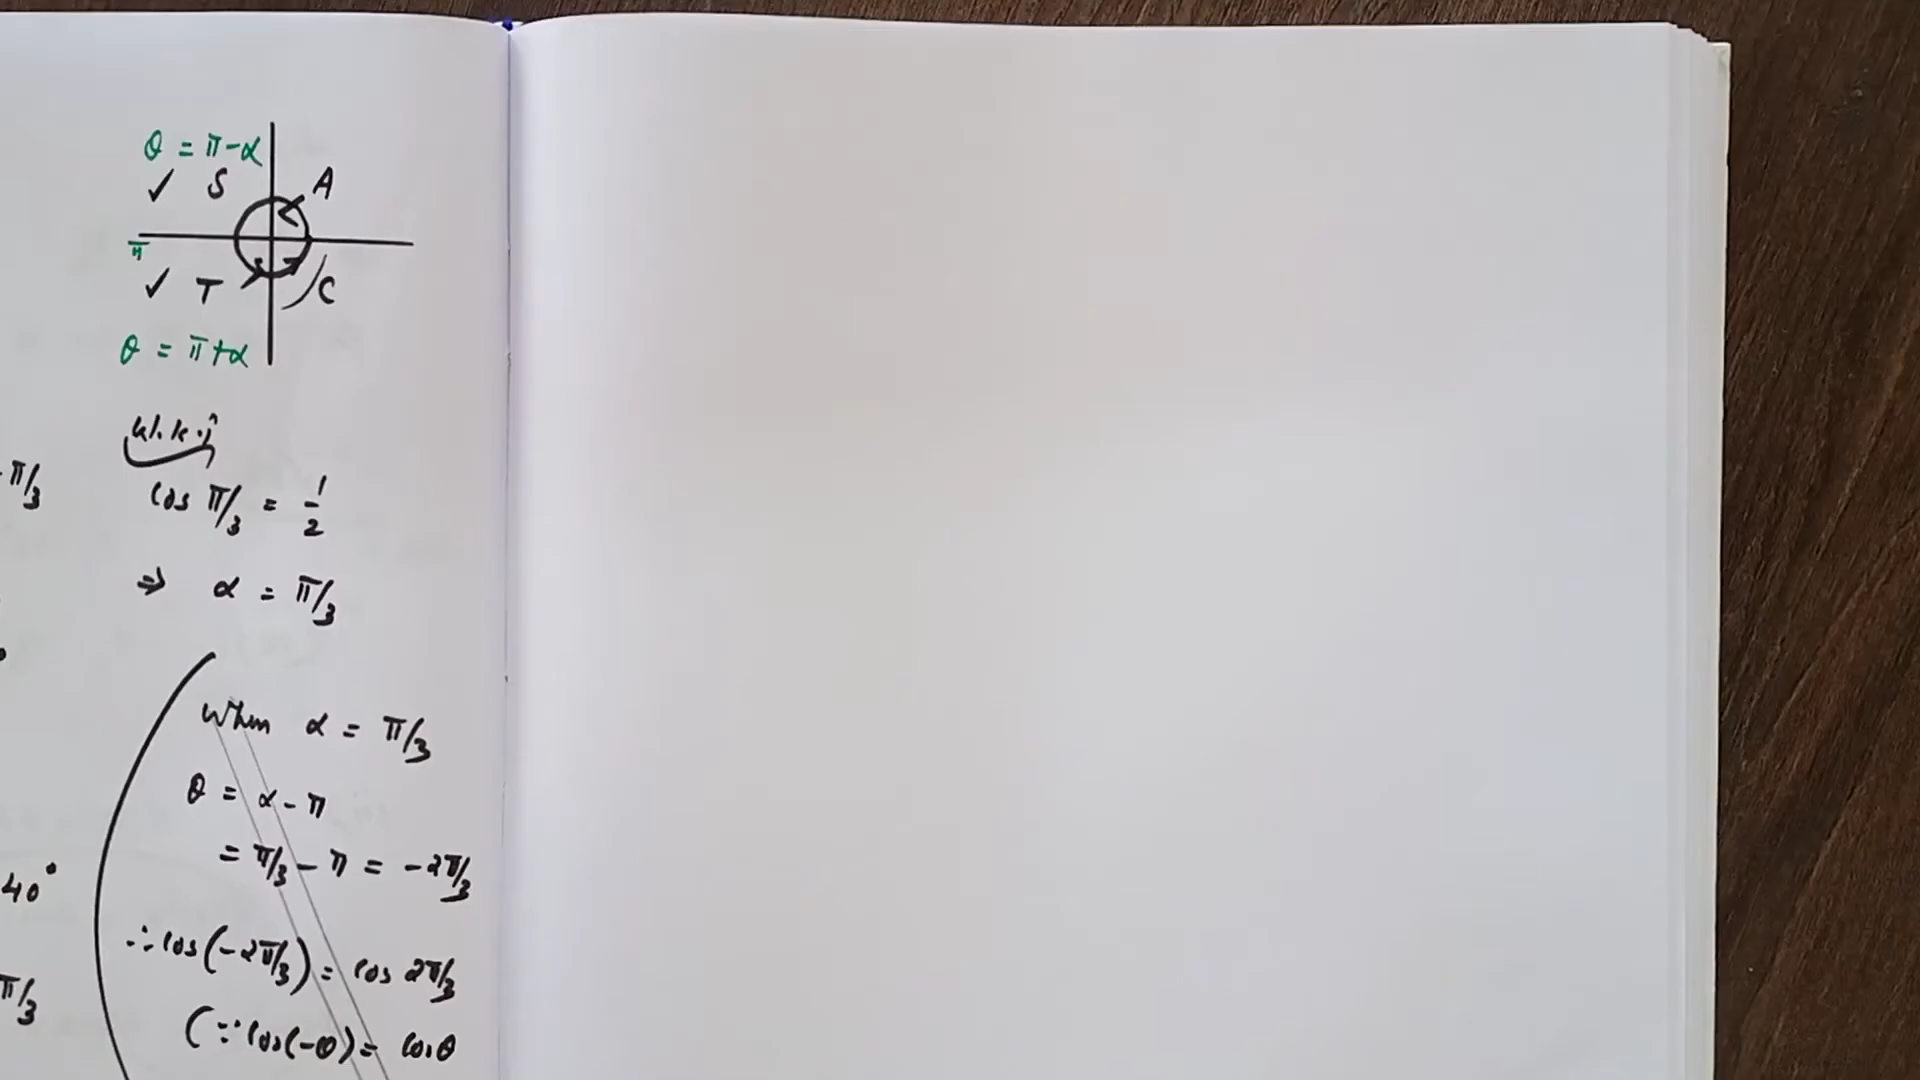 θ = π-α
✓ S A
π
✓ T C
θ = π+α
W.k.
π/3
cos π/3 = 1/2
⇒ α = π/3
When α = π/3
θ = α - π
= π/3 - π = -2π/3
40°
∴ cos(-2π/3) = cos 2π/3
π/3
(∵ cos(-θ) = cosθ